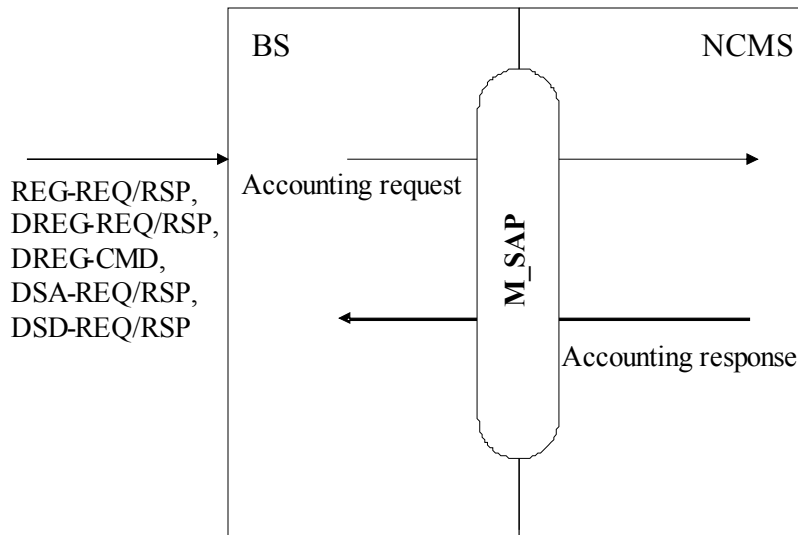 BS
NCMS
REG-REQ/RSP,
DREG-REQ/RSP,
DREG-CMD,
DSA-REQ/RSP,
DSD-REQ/RSP
Accounting request
M_SAP
Accounting response